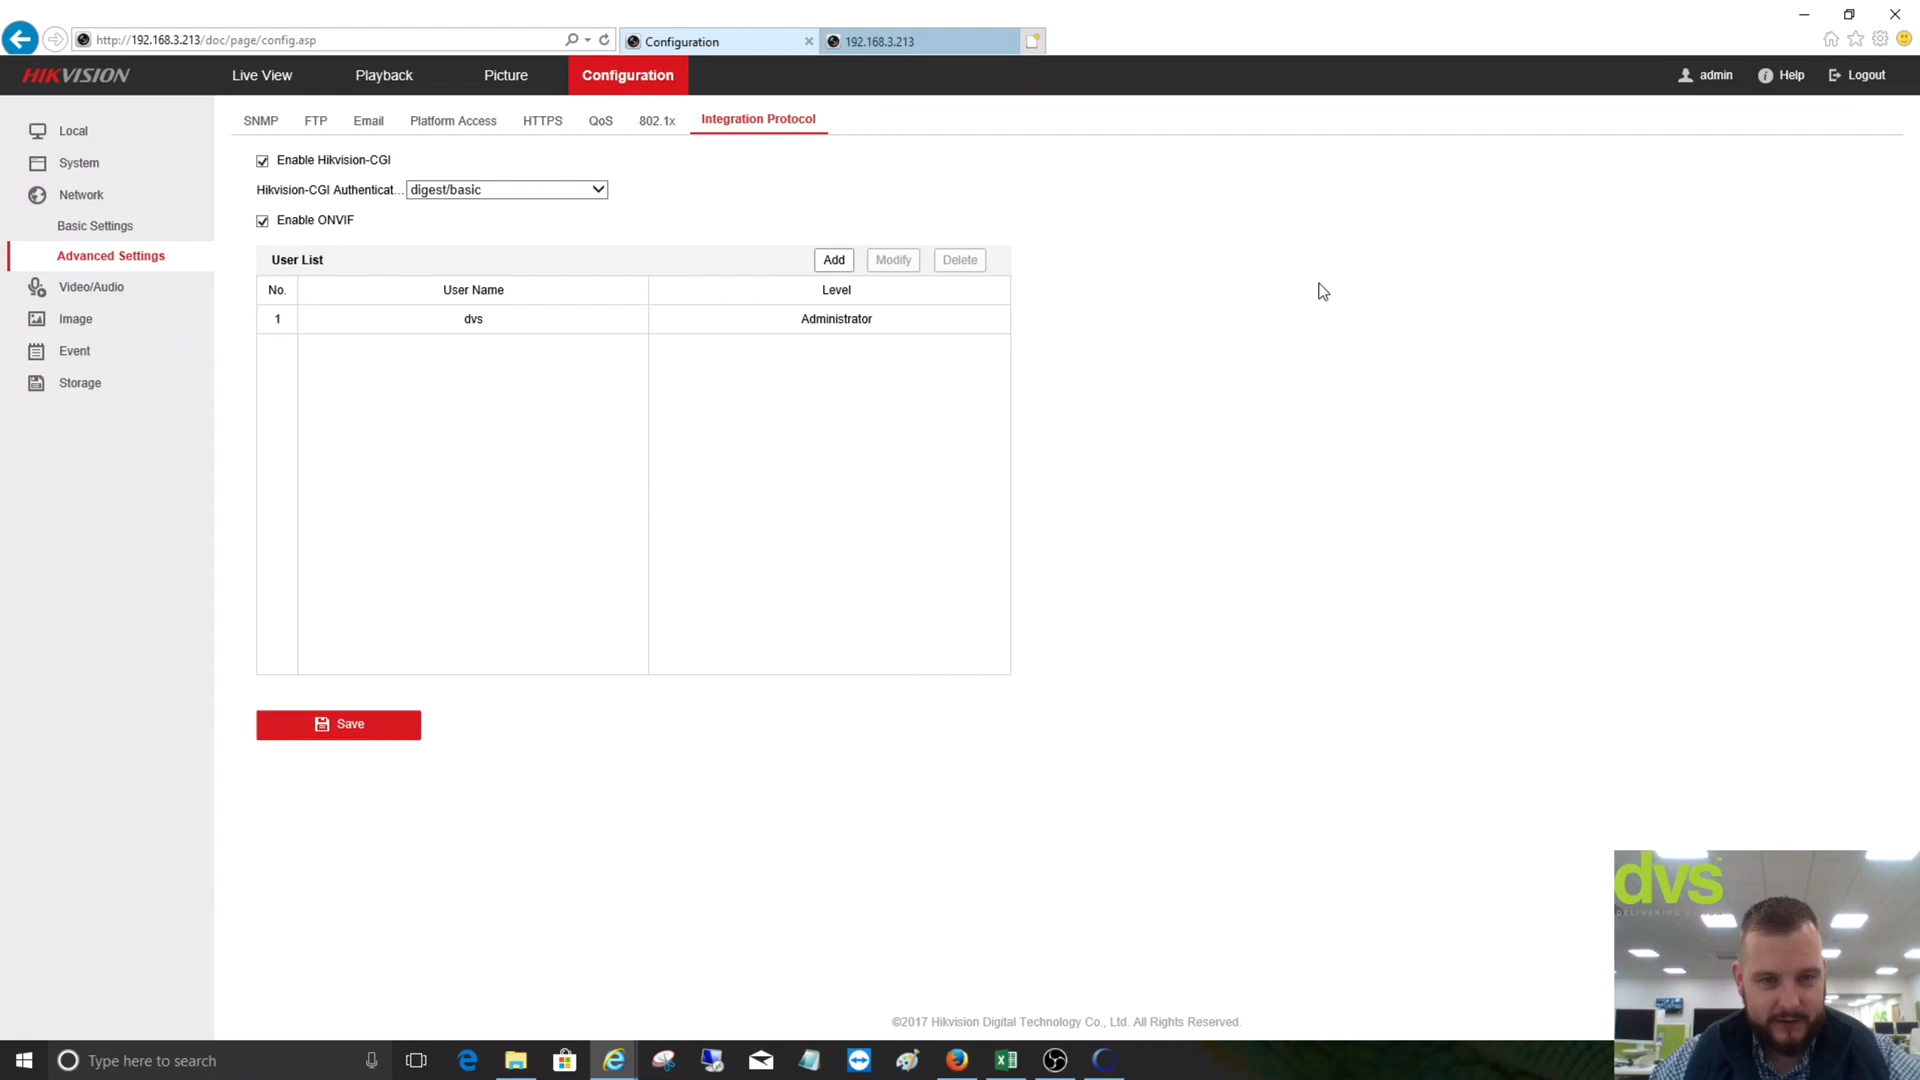 http://192.168.3.213/doc/page/config.asp
Configuration
192.168.3.213
HIKVISION
Live View
Playback
Picture
Configuration
admin
Help
Logout
Local
System
Network
Basic Settings
Advanced Settings
Video/Audio
Image
Event
Storage
SNMP
FTP
Email
Platform Access
HTTPS
QoS
802.1x
Integration Protocol
Enable Hikvision-CGI
Hikvision-CGI Authenticat...
digest/basic
Enable ONVIF
User List
Add
Modify
Delete
No.
User Name
Level
1
dvs
Administrator
Save
dvs
DELIVERING
©2017 Hikvision Digital Technology Co., Ltd. All Rights Reserved.
Type here to search